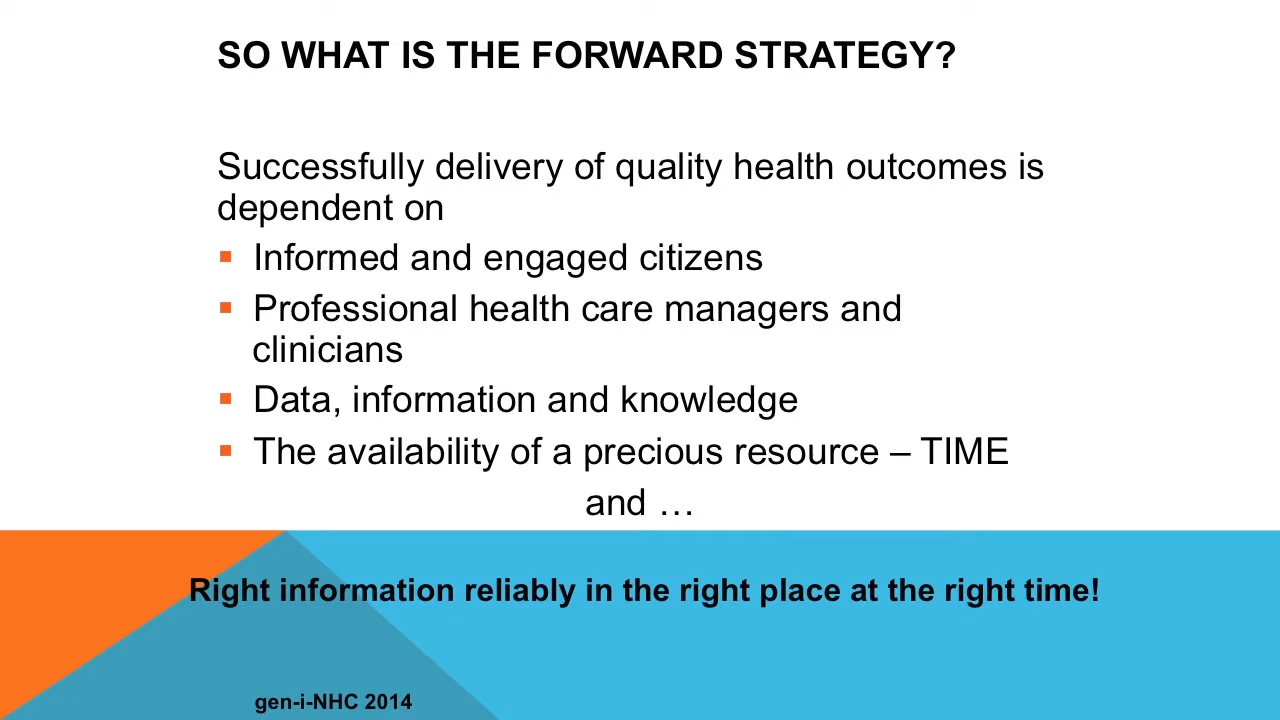 SO WHAT IS THE FORWARD STRATEGY?
Successfully delivery of quality health outcomes is
dependent on
▪ Informed and engaged citizens
▪ Professional health care managers and
clinicians
▪ Data, information and knowledge
▪ The availability of a precious resource – TIME
and …
Right information reliably in the right place at the right time!
gen-i-NHC 2014